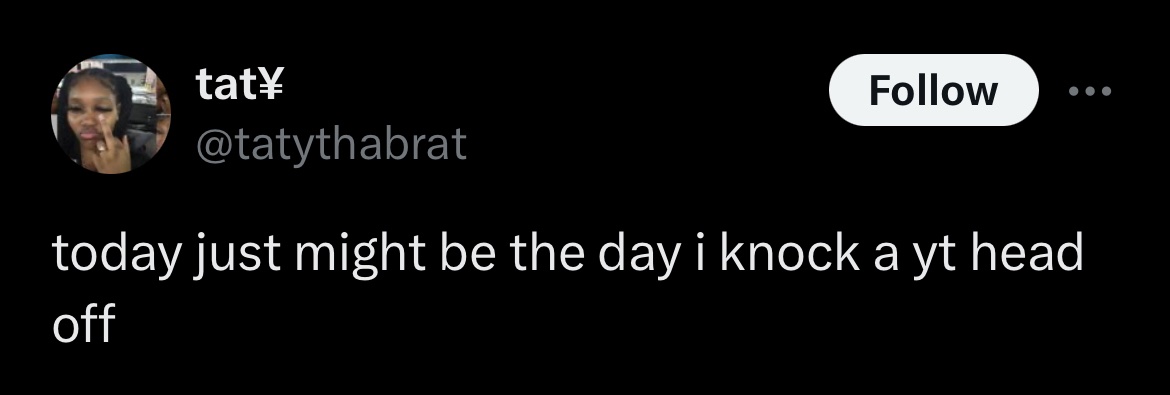 tat¥
Follow
@tatythabrat
today just might be the day i knock a yt head
off